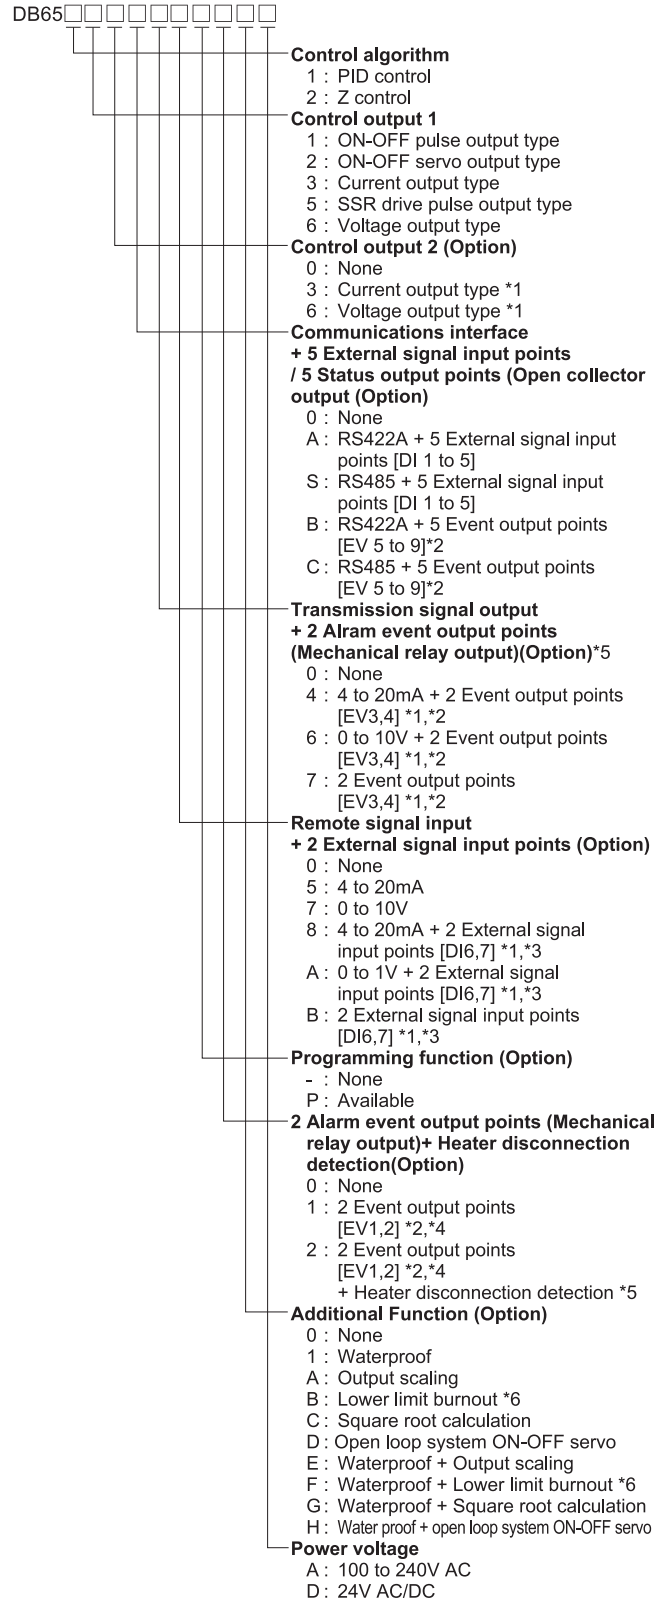 DB65□□□□□□□□□□
Control algorithm
1 : PID control
2 : Z control
Control output 1
1 : ON-OFF pulse output type
2 : ON-OFF servo output type
3 : Current output type
5 : SSR drive pulse output type
6 : Voltage output type
Control output 2 (Option)
0 : None
3 : Current output type *1
6 : Voltage output type *1
Communications interface
+ 5 External signal input points
/ 5 Status output points (Open collector
output (Option)
0 : None
A : RS422A + 5 External signal input
points [DI 1 to 5]
S : RS485 + 5 External signal input
points [DI 1 to 5]
B : RS422A + 5 Event output points
[EV 5 to 9]*2
C : RS485 + 5 Event output points
[EV 5 to 9]*2
Transmission signal output
+ 2 Alram event output points
(Mechanical relay output)(Option)*5
0 : None
4 : 4 to 20mA + 2 Event output points
[EV3,4] *1,*2
6 : 0 to 10V + 2 Event output points
[EV3,4] *1,*2
7 : 2 Event output points
[EV3,4] *1,*2
Remote signal input
+ 2 External signal input points (Option)
0 : None
5 : 4 to 20mA
7 : 0 to 10V
8 : 4 to 20mA + 2 External signal
input points [DI6,7] *1,*3
A : 0 to 1V + 2 External signal
input points [DI6,7] *1,*3
B : 2 External signal input points
[DI6,7] *1,*3
Programming function (Option)
- : None
P : Available
2 Alarm event output points (Mechanical
relay output)+ Heater disconnection
detection(Option)
0 : None
1 : 2 Event output points
[EV1,2] *2,*4
2 : 2 Event output points
[EV1,2] *2,*4
+ Heater disconnection detection *5
Additional Function (Option)
0 : None
1 : Waterproof
A : Output scaling
B : Lower limit burnout *6
C : Square root calculation
D : Open loop system ON-OFF servo
E : Waterproof + Output scaling
F : Waterproof + Lower limit burnout *6
G : Waterproof + Square root calculation
H : Water proof + open loop system ON-OFF servo
Power voltage
A : 100 to 240V AC
D : 24V AC/DC